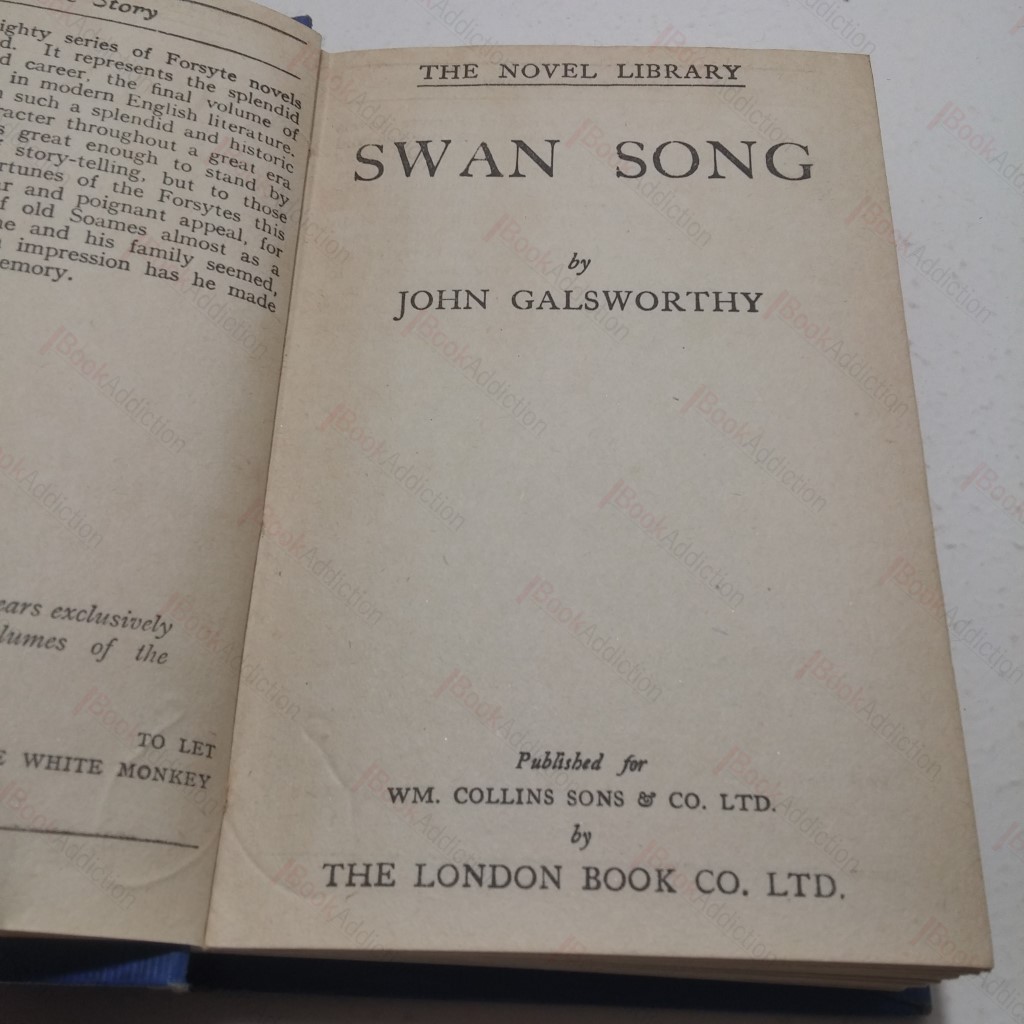 Story
ighty series of Forsyte novels
d. It represents the splendid
d career, the final volume of
in modern English literature.
such a splendid and historic
racter throughout a great era
s great enough to stand by
story-telling, but to those
rtunes of the Forsytes this
r and poignant appeal, for
f old Soames almost as a
ne and his family seemed,
impression has he made
emory.
ears exclusively
lumes of the
TO LET
E WHITE MONKEY
THE NOVEL LIBRARY
SWAN SONG
by
JOHN GALSWORTHY
Published for
WM. COLLINS SONS & CO. LTD.
by
THE LONDON BOOK CO. LTD.